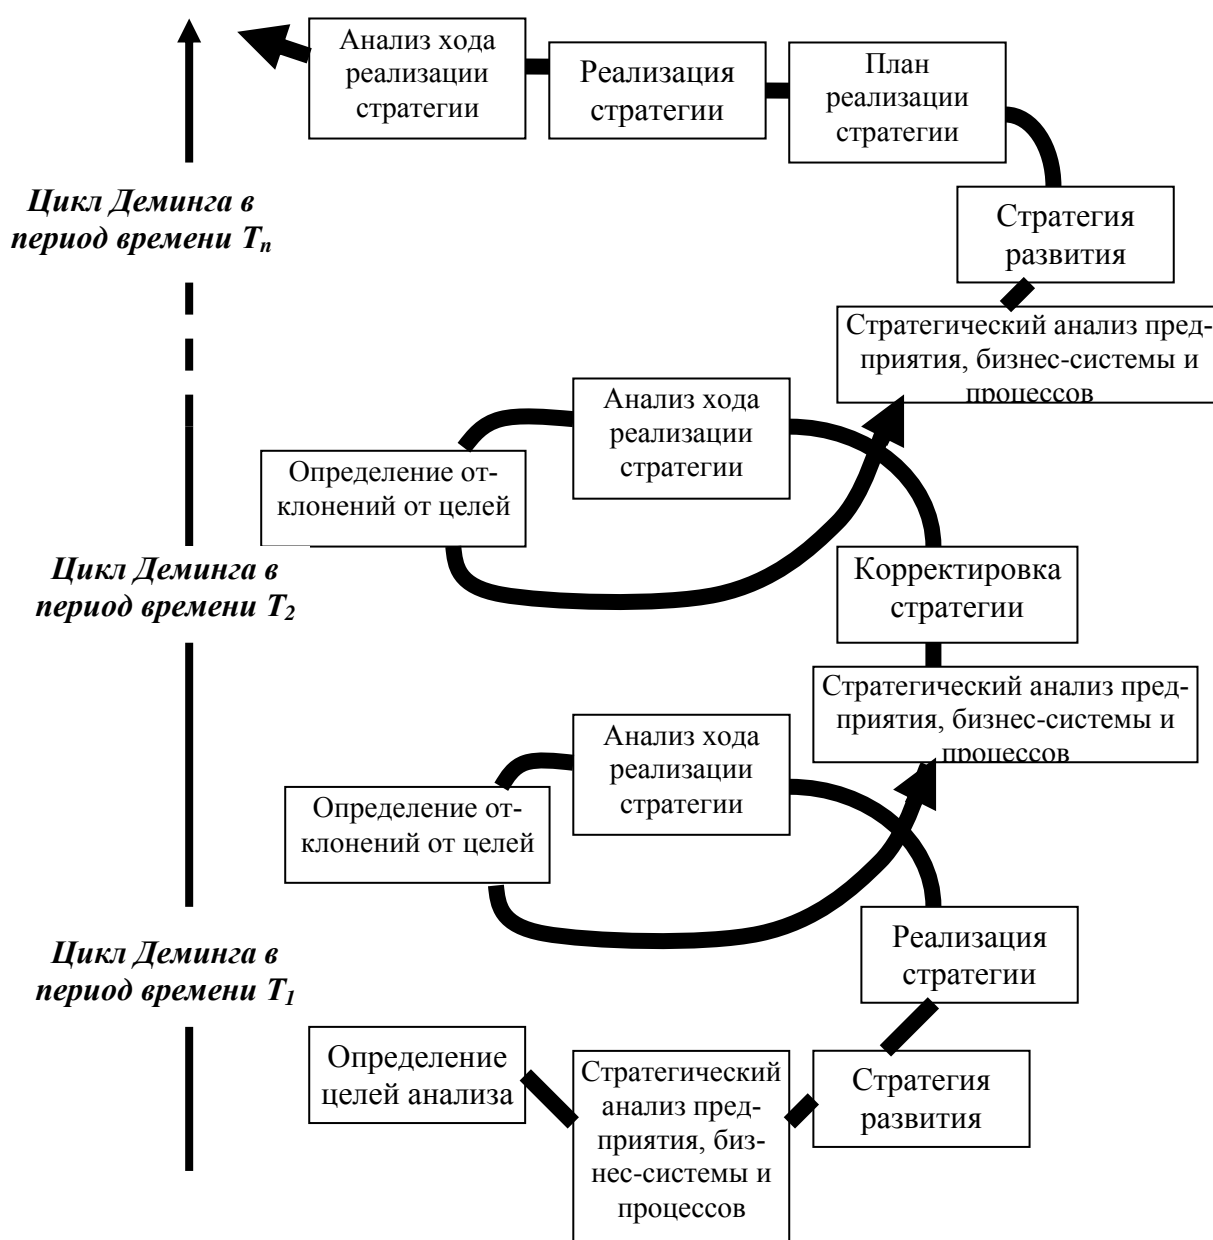 Анализ хода
реализации
стратегии
Реализация
стратегии
План
реализации
стратегии
Цикл Деминга в
период времени Tn
Стратегия
развития
Стратегический анализ пред-
приятия, бизнес-системы и
процессов
Анализ хода
реализации
стратегии
Определение от-
клонений от целей
Цикл Деминга в
период времени T2
Корректировка
стратегии
Стратегический анализ пред-
приятия, бизнес-системы и
процессов
Анализ хода
реализации
стратегии
Определение от-
клонений от целей
Цикл Деминга в
период времени T1
Реализация
стратегии
Определение
целей анализа
Стратегический
анализ пред-
приятия, биз-
нес-системы и
процессов
Стратегия
развития